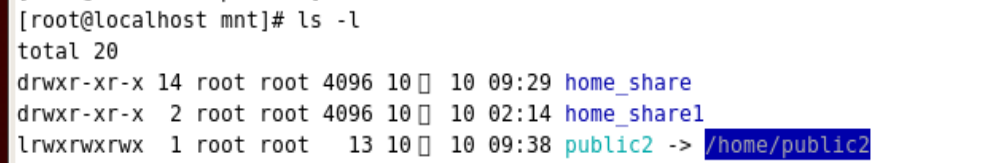 [root@localhost mnt]# ls -l
total 20
drwxr-xr-x 14 root root 4096 10▯ 10 09:29 home_share
drwxr-xr-x 2 root root 4096 10▯ 10 02:14 home_share1
lrwxrwxrwx 1 root root 13 10▯ 10 09:38 public2 -> /home/public2